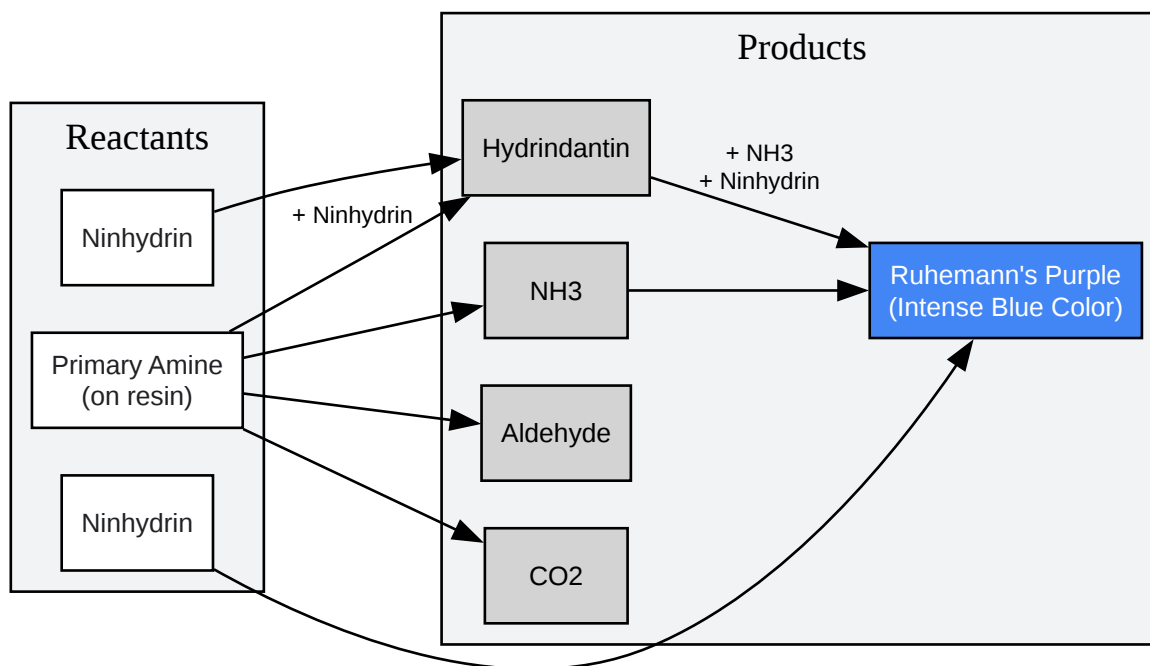 Products
Reactants
Hydrindantin
+ NH3
+ Ninhydrin
Ninhydrin
+ Ninhydrin
NH3
Ruhemann's Purple
(Intense Blue Color)
Primary Amine
(on resin)
Aldehyde
Ninhydrin
CO2